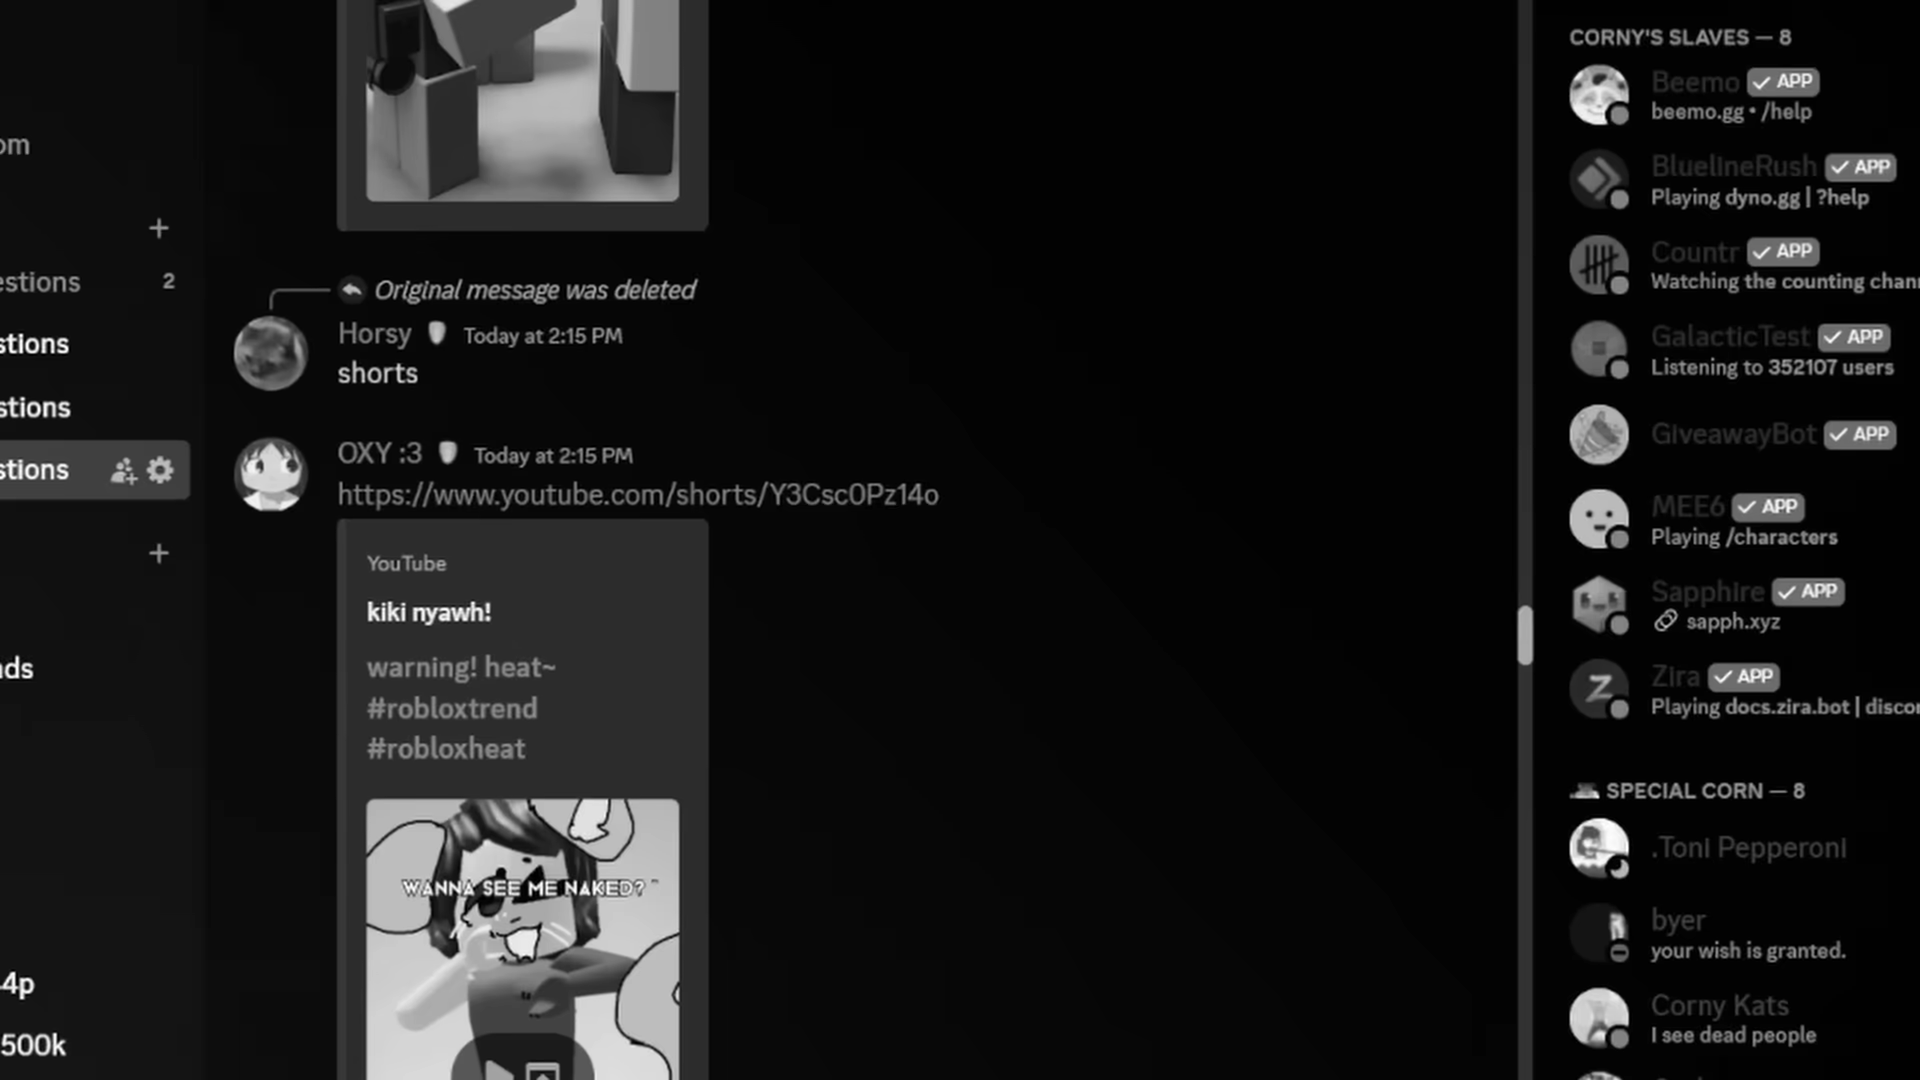 om
estions 2
stions
stions
stions
ads
4p
500k
Original message was deleted
Horsy Today at 2:15 PM
shorts
OXY :3 Today at 2:15 PM
https://www.youtube.com/shorts/Y3Csc0Pz14o
YouTube
kiki nyawh!
warning! heat~
#robloxtrend
#robloxheat
WANNA SEE ME NAKED? ~
CORNY'S SLAVES — 8
Beemo ✓ APP
beemo.gg • /help
BluelineRush ✓ APP
Playing dyno.gg | ?help
Countr ✓ APP
Watching the counting chann
GalacticTest ✓ APP
Listening to 352107 users
GiveawayBot ✓ APP
MEE6 ✓ APP
Playing /characters
Sapphire ✓ APP
sapph.xyz
Zira ✓ APP
Playing docs.zira.bot | discor
SPECIAL CORN — 8
.Toni Pepperoni
byer
your wish is granted.
Corny Kats
I see dead people